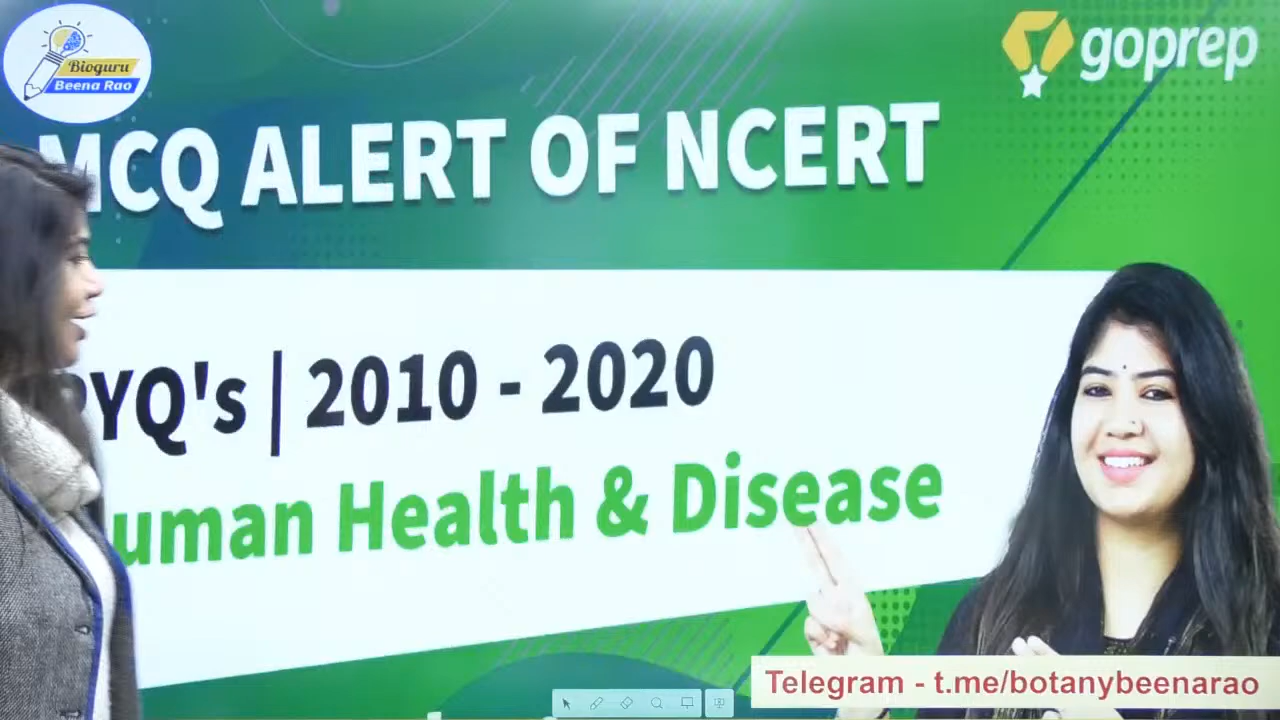 Bioguru
Beena Rao
goprep
MCQ ALERT OF NCERT
YQ's | 2010 - 2020
uman Health & Disease
Telegram - t.me/botanybeenarao